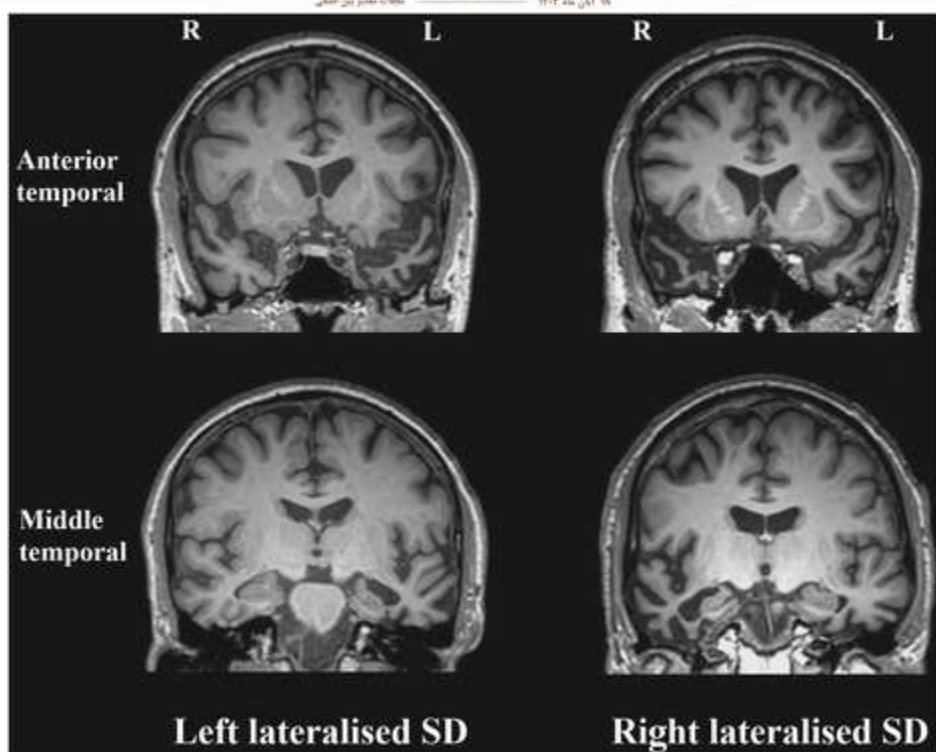 R L R L
Anterior
temporal
Middle
temporal
Left lateralised SD Right lateralised SD